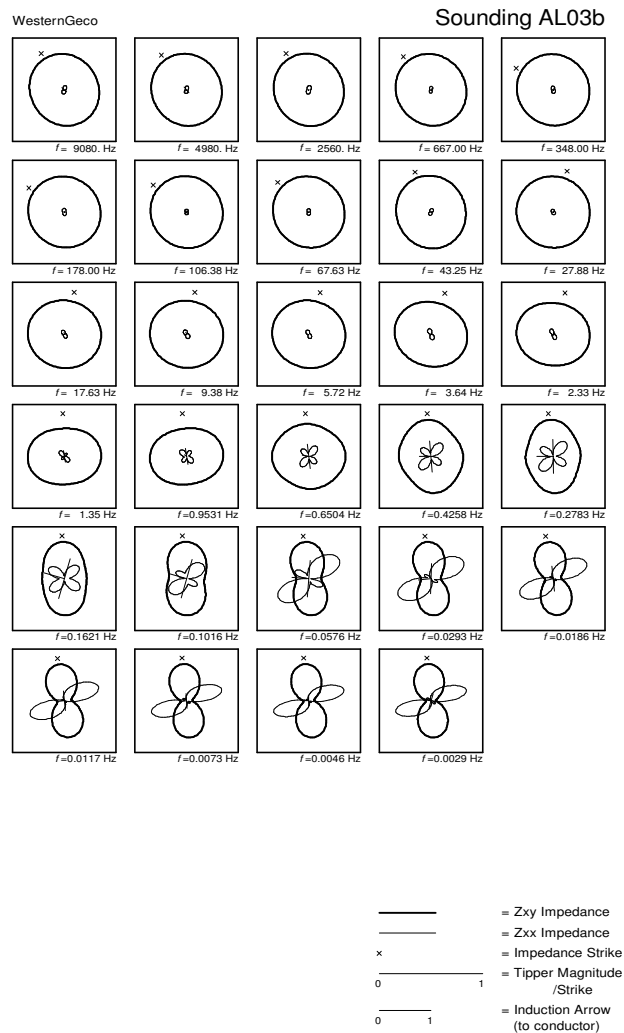 WesternGeco Sounding AL03b
f = 9080. Hz f = 4980. Hz f = 2560. Hz f = 667.00 Hz f = 348.00 Hz
f = 178.00 Hz f = 106.38 Hz f = 67.63 Hz f = 43.25 Hz f = 27.88 Hz
f = 17.63 Hz f = 9.38 Hz f = 5.72 Hz f = 3.64 Hz f = 2.33 Hz
f = 1.35 Hz f =0.9531 Hz f =0.6504 Hz f =0.4258 Hz f =0.2783 Hz
f =0.1621 Hz f =0.1016 Hz f =0.0576 Hz f =0.0293 Hz f =0.0186 Hz
f =0.0117 Hz f =0.0073 Hz f =0.0046 Hz f =0.0029 Hz
= Zxy Impedance
= Zxx Impedance
× = Impedance Strike
= Tipper Magnitude
0 1 /Strike
= Induction Arrow
0 1 (to conductor)